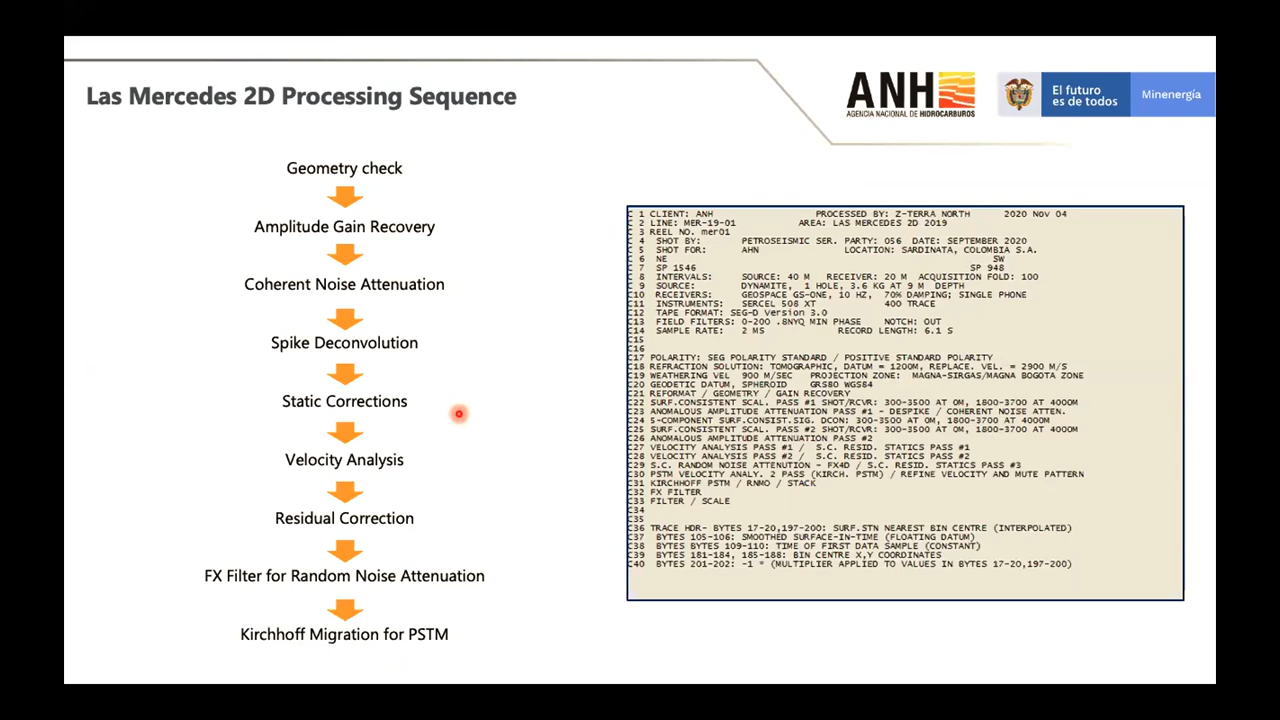 Las Mercedes 2D Processing Sequence
ANH
AGENCIA NACIONAL DE HIDROCARBUROS
El futuro
es de todos
Minenergía
Geometry check
Amplitude Gain Recovery
Coherent Noise Attenuation
Spike Deconvolution
Static Corrections
Velocity Analysis
Residual Correction
FX Filter for Random Noise Attenuation
Kirchhoff Migration for PSTM
C 1 CLIENT: ANH PROCESSED BY: Z-TERRA NORTH 2020 Nov 04
C 2 LINE: MER-19-01 AREA: LAS MERCEDES 2D 2019
C 3 REEL NO. mer01
C 4 SHOT BY: PETROSEISMIC SER. PARTY: 056 DATE: SEPTEMBER 2020
C 5 SHOT FOR: AHN LOCATION: SARDINATA, COLOMBIA S.A.
C 6 NE SW
C 7 SP 1546 SP 948
C 8 INTERVALS: SOURCE: 40 M RECEIVER: 20 M ACQUISITION FOLD: 100
C 9 SOURCE: DYNAMITE, 1 HOLE, 3.6 KG AT 9 M DEPTH
C10 RECEIVERS: GEOSPACE GS-ONE, 10 HZ, 70% DAMPING; SINGLE PHONE
C11 INSTRUMENTS: SERCEL 508 XT 400 TRACE
C12 TAPE FORMAT: SEG-D Version 3.0
C13 FIELD FILTERS: 0-200 .8NYQ MIN PHASE NOTCH: OUT
C14 SAMPLE RATE: 2 MS RECORD LENGTH: 6.1 S
C15
C16
C17 POLARITY: SEG POLARITY STANDARD / POSITIVE STANDARD POLARITY
C18 REFRACTION SOLUTION: TOMOGRAPHIC, DATUM = 1200M, REPLACE. VEL. = 2900 M/S
C19 WEATHERING VEL 900 M/SEC PROJECTION ZONE: MAGNA-SIRGAS/MAGNA BOGOTA ZONE
C20 GEODETIC DATUM, SPHEROID GRS80 WGS84
C21 REFORMAT / GEOMETRY / GAIN RECOVERY
C22 SURF.CONSISTENT SCAL. PASS #1 SHOT/RCVR: 300-3500 AT 0M, 1800-3700 AT 4000M
C23 ANOMALOUS AMPLITUDE ATTENUATION PASS #1 - DESPIKE / COHERENT NOISE ATTEN.
C24 5-COMPONENT SURF.CONSIST.SIG. DCON: 300-3500 AT 0M, 1800-3700 AT 4000M
C25 SURF.CONSISTENT SCAL. PASS #2 SHOT/RCVR: 300-3500 AT 0M, 1800-3700 AT 4000M
C26 ANOMALOUS AMPLITUDE ATTENUATION PASS #2
C27 VELOCITY ANALYSIS PASS #1 / S.C. RESID. STATICS PASS #1
C28 VELOCITY ANALYSIS PASS #2 / S.C. RESID. STATICS PASS #2
C29 S.C. RANDOM NOISE ATTENUTION - FX4D / S.C. RESID. STATICS PASS #3
C30 PSTM VELOCITY ANALY. 2 PASS (KIRCH. PSTM) / REFINE VELOCITY AND MUTE PATTERN
C31 KIRCHHOFF PSTM / RNMO / STACK
C32 FX FILTER
C33 FILTER / SCALE
C34
C35
C36 TRACE HDR- BYTES 17-20,197-200: SURF.STN NEAREST BIN CENTRE (INTERPOLATED)
C37 BYTES 105-106: SMOOTHED SURFACE-IN-TIME (FLOATING DATUM)
C38 BYTES BYTES 109-110: TIME OF FIRST DATA SAMPLE (CONSTANT)
C39 BYTES 181-184, 185-188: BIN CENTRE X,Y COORDINATES
C40 BYTES 201-202: -1 * (MULTIPLIER APPLIED TO VALUES IN BYTES 17-20,197-200)